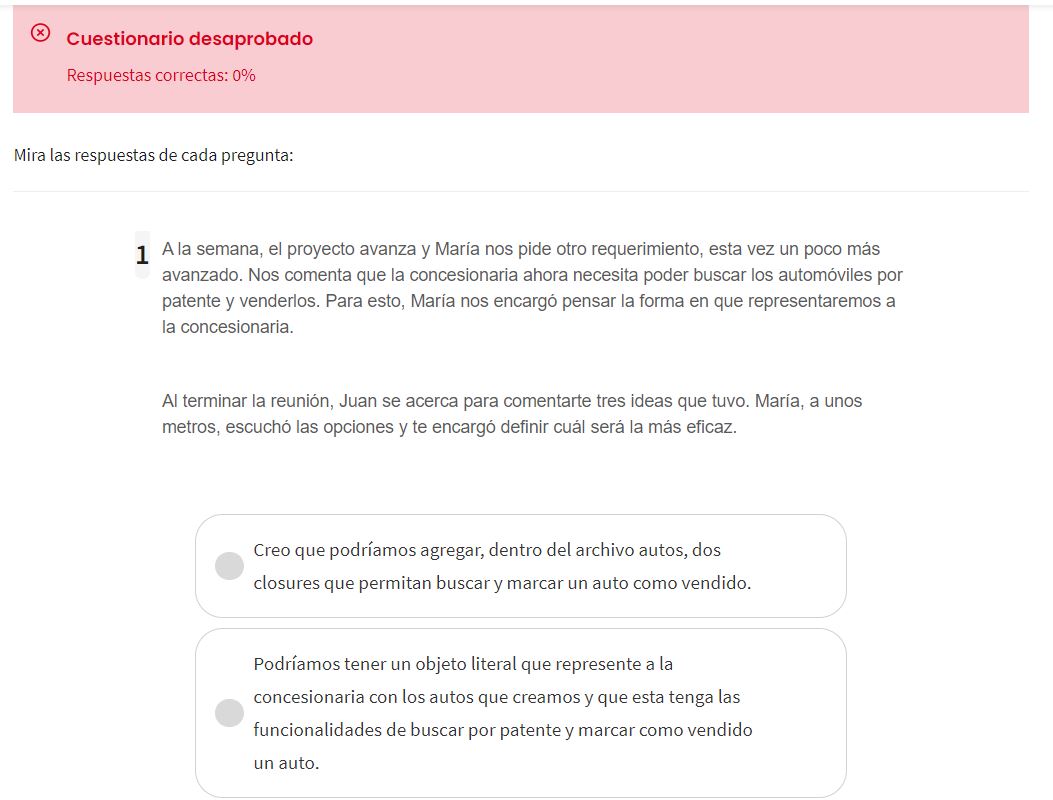 Cuestionario desaprobado
Respuestas correctas: 0%
Mira las respuestas de cada pregunta:
1
A la semana, el proyecto avanza y María nos pide otro requerimiento, esta vez un poco más
avanzado. Nos comenta que la concesionaria ahora necesita poder buscar los automóviles por
patente y venderlos. Para esto, María nos encargó pensar la forma en que representaremos a
la concesionaria.
Al terminar la reunión, Juan se acerca para comentarte tres ideas que tuvo. María, a unos
metros, escuchó las opciones y te encargó definir cuál será la más eficaz.
Creo que podríamos agregar, dentro del archivo autos, dos
closures que permitan buscar y marcar un auto como vendido.
Podríamos tener un objeto literal que represente a la
concesionaria con los autos que creamos y que esta tenga las
funcionalidades de buscar por patente y marcar como vendido
un auto.